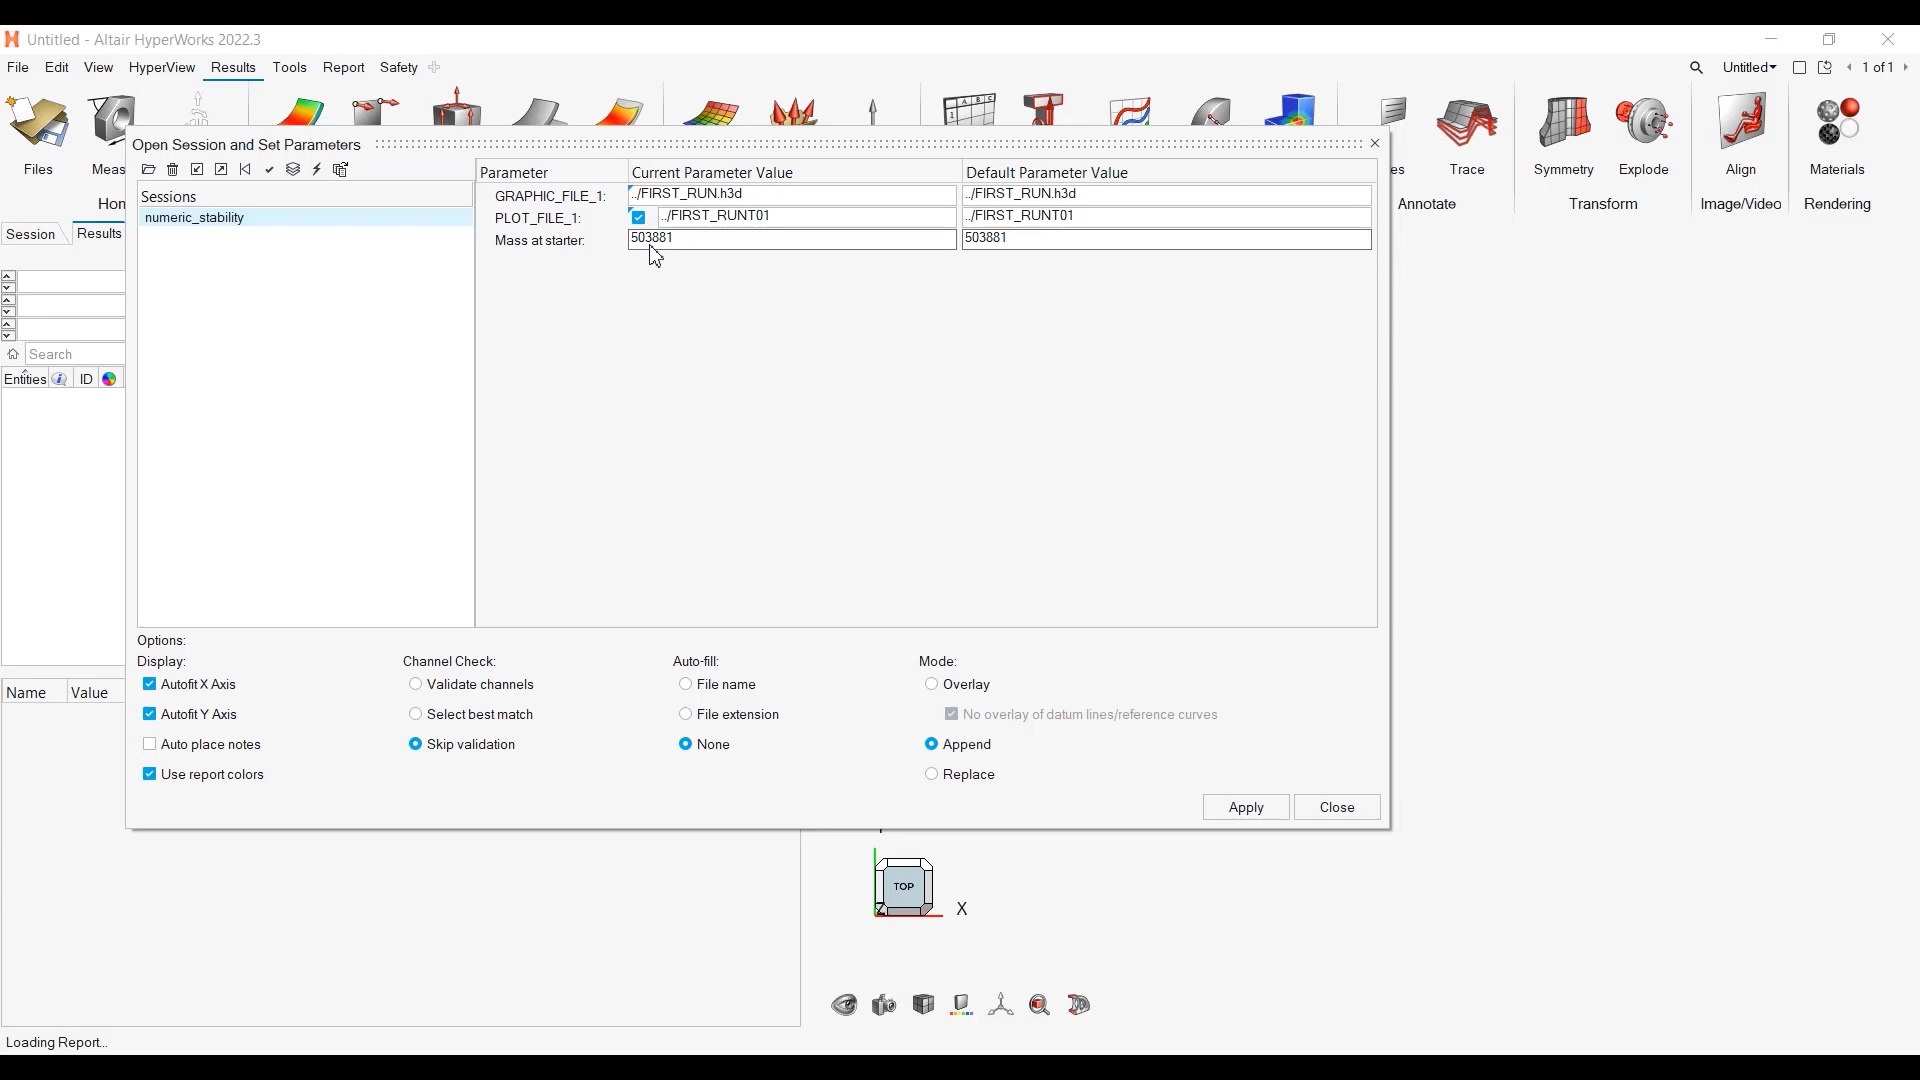 Untitled - Altair HyperWorks 2022.3
File Edit View HyperView Results Tools Report Safety
Untitled 1 of 1
Files Meas Trace Symmetry Explode Align Materials
Hon Annotate Transform Image/Video Rendering
Open Session and Set Parameters
Sessions
numeric_stability
Parameter Current Parameter Value Default Parameter Value
GRAPHIC_FILE_1: ../FIRST_RUN.h3d ../FIRST_RUN.h3d
PLOT_FILE_1: ../FIRST_RUNT01 ../FIRST_RUNT01
Mass at starter: 503881 503881
Session Results
Search
Entities ID
Name Value
Options:
Display: Channel Check: Auto-fill: Mode:
Autofit X Axis Validate channels File name Overlay
Autofit Y Axis Select best match File extension No overlay of datum lines/reference curves
Auto place notes Skip validation None Append
Use report colors Replace
Apply Close
TOP
Z X
Loading Report...